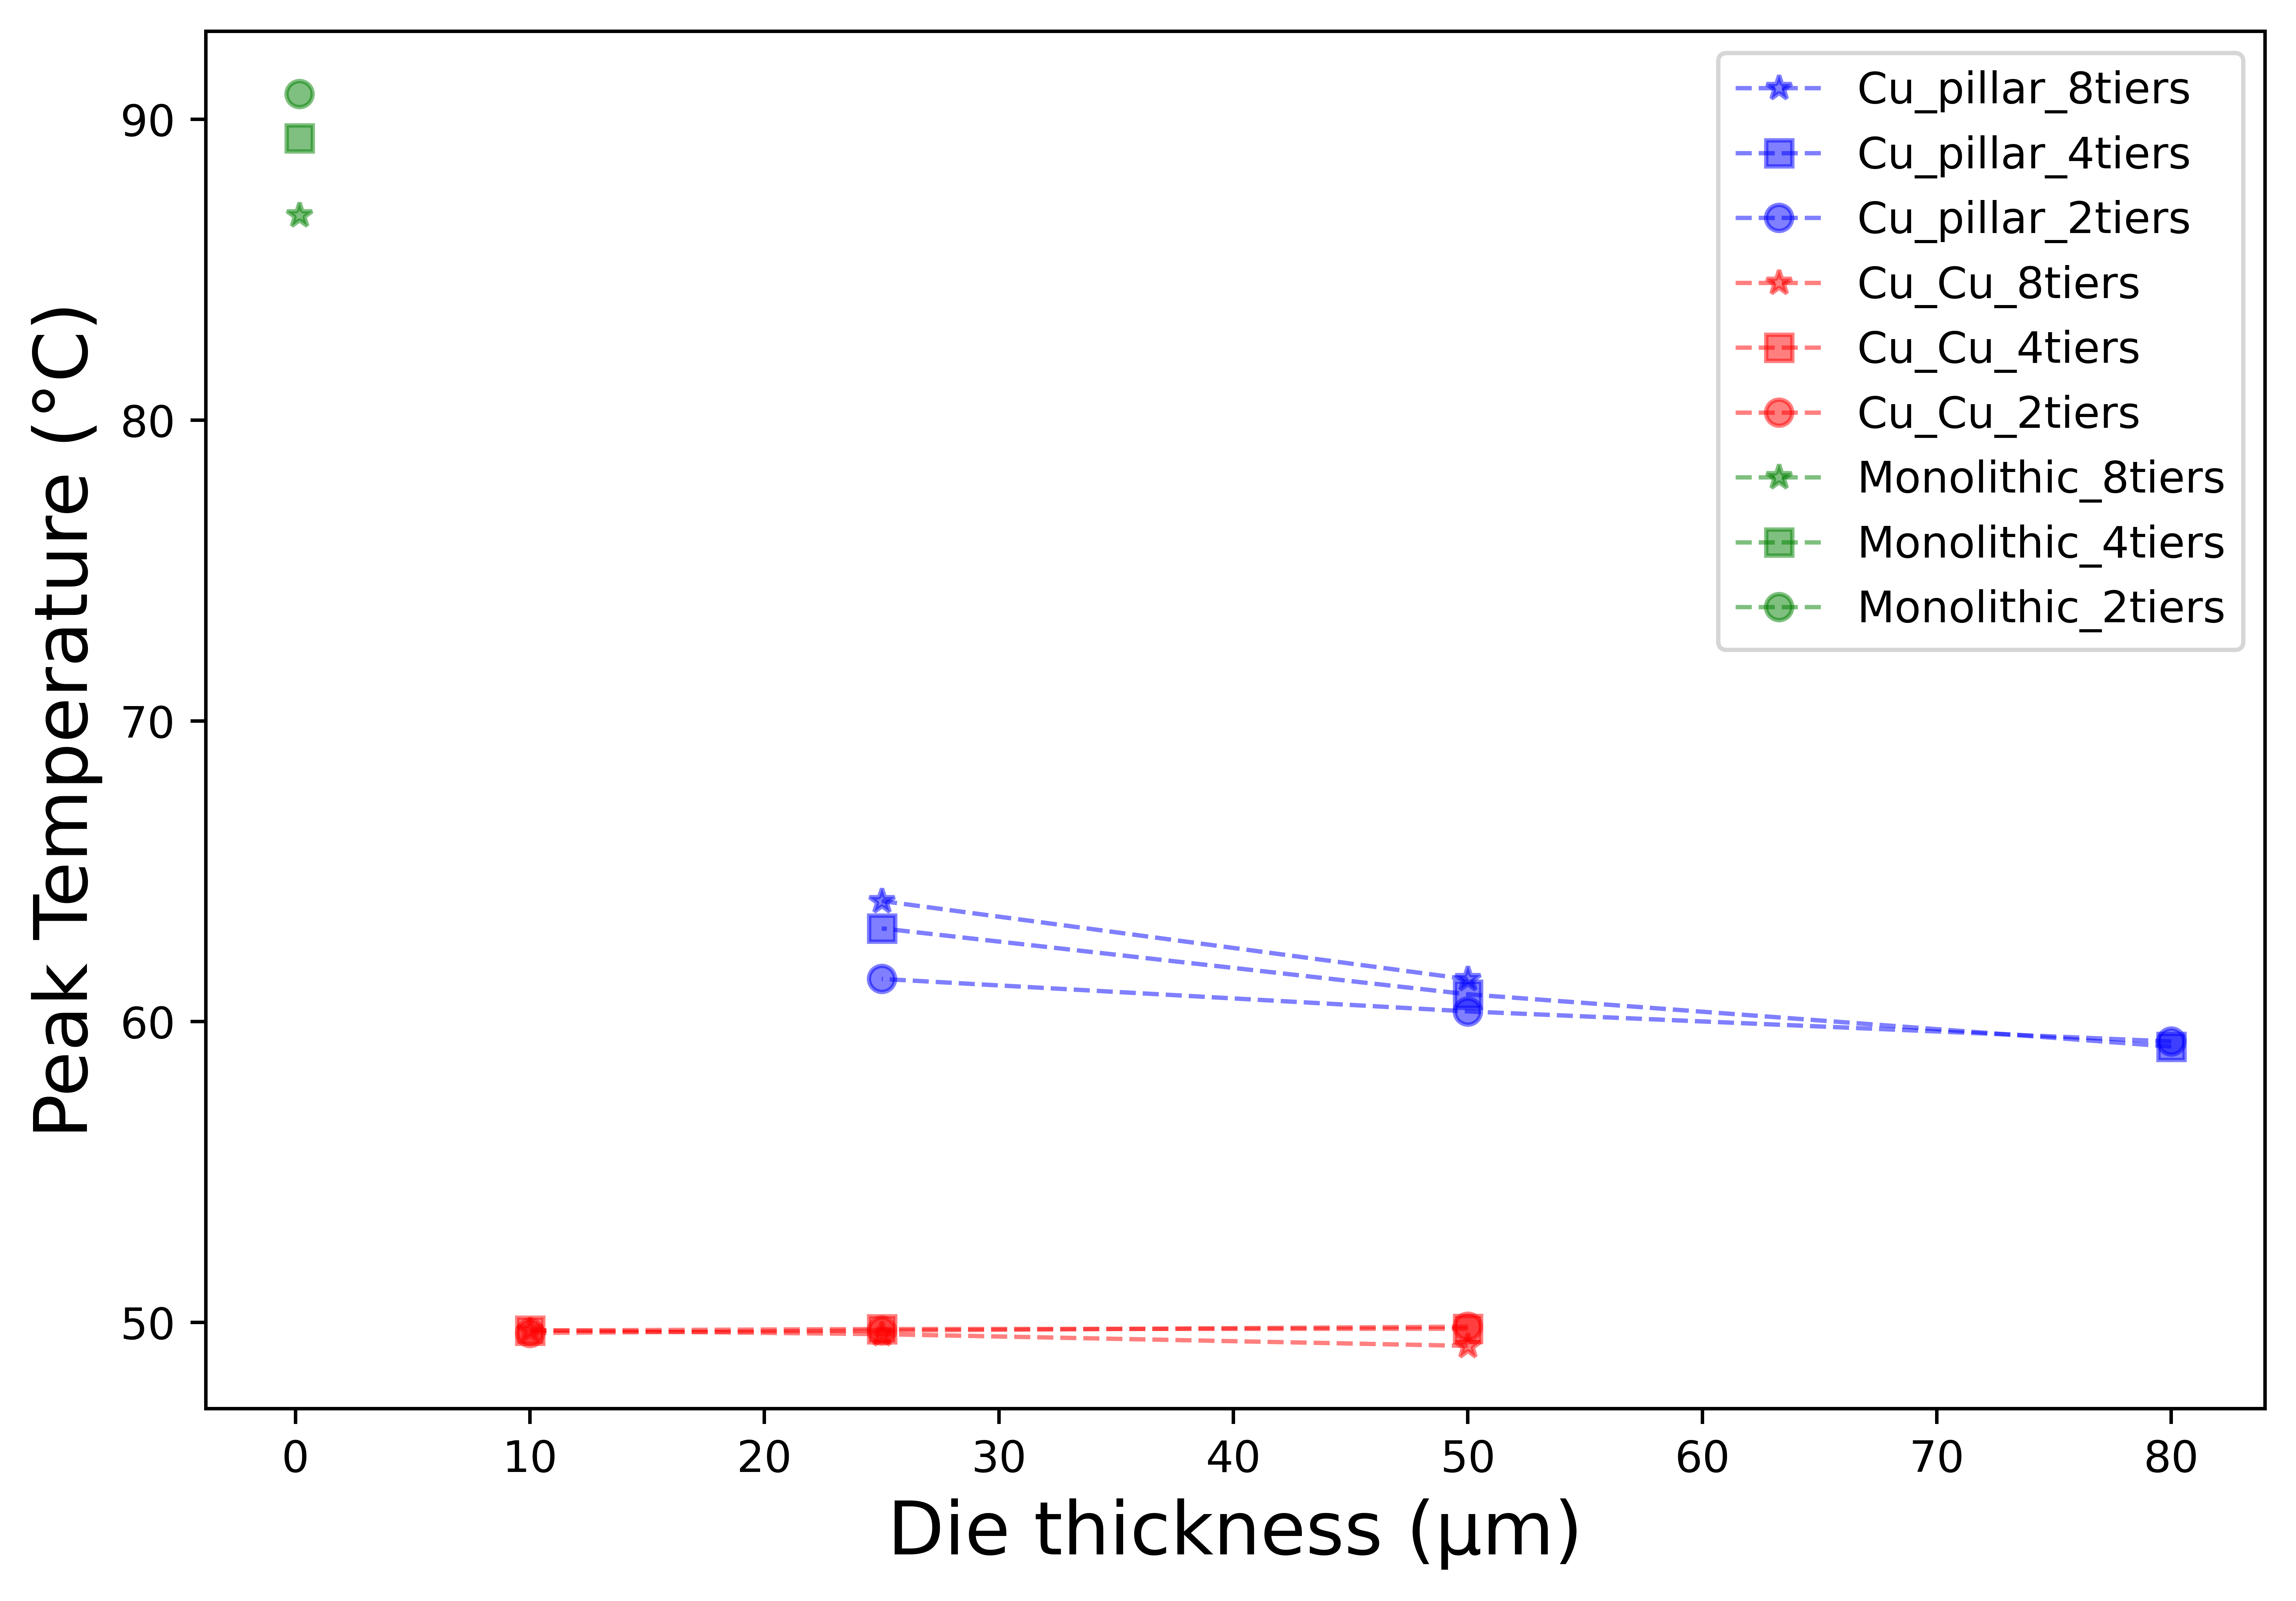 90
80
70
60
50
Peak Temperature (°C)
0 10 20 30 40 50 60 70 80
Die thickness (μm)
Cu_pillar_8tiers
Cu_pillar_4tiers
Cu_pillar_2tiers
Cu_Cu_8tiers
Cu_Cu_4tiers
Cu_Cu_2tiers
Monolithic_8tiers
Monolithic_4tiers
Monolithic_2tiers